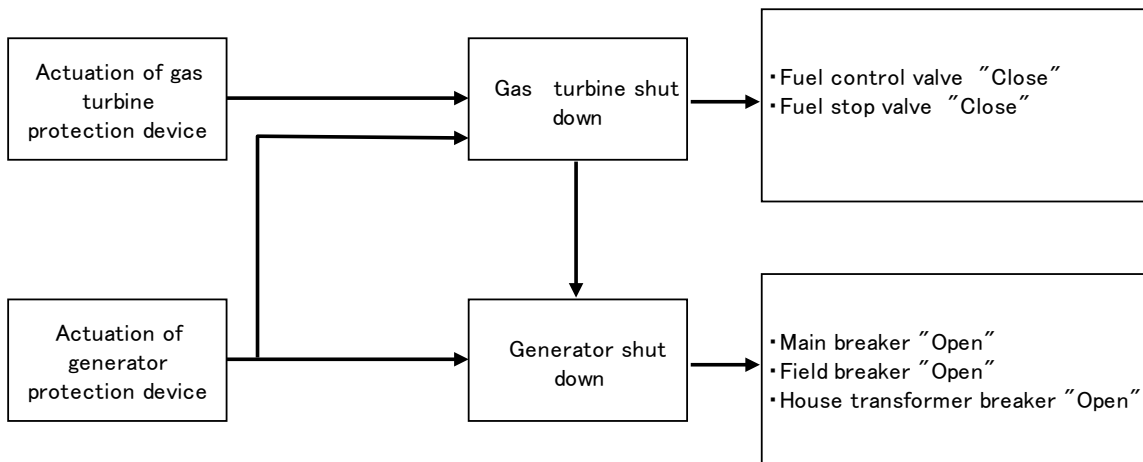 Actuation of gas
turbine
protection device
Gas turbine shut
down
・Fuel control valve "Close"
・Fuel stop valve "Close"
Actuation of
generator
protection device
Generator shut
down
・Main breaker "Open"
・Field breaker "Open"
・House transformer breaker "Open"